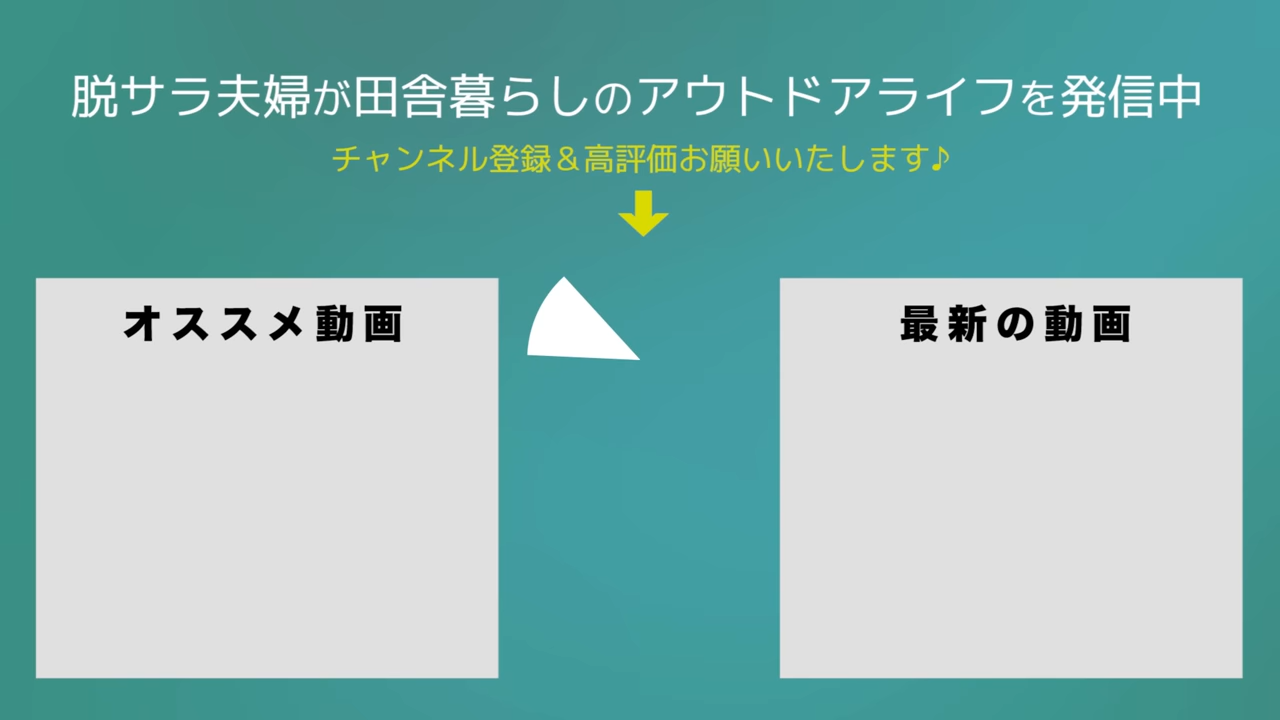 脱サラ夫婦が田舎暮らしのアウトドアライフを発信中
チャンネル登録＆高評価お願いいたします♪
オススメ動画
最新の動画